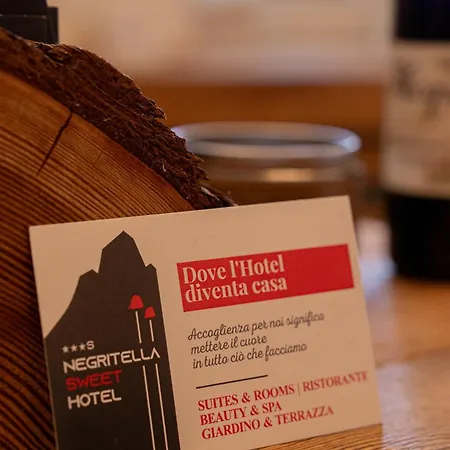 ★★★S
NEGRITELLA
SWEET
HOTEL
Dove l'Hotel
diventa casa
Accoglienza per noi significa
mettere il cuore
in tutto ciò che facciamo
SUITES & ROOMS | RISTORANTE
BEAUTY & SPA
GIARDINO & TERRAZZA